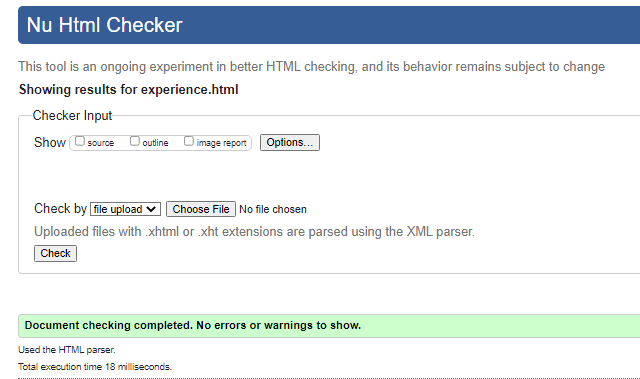 Nu Html Checker
This tool is an ongoing experiment in better HTML checking, and its behavior remains subject to change
Showing results for experience.html
Checker Input
Show source outline image report Options...
Check by file upload Choose File No file chosen
Uploaded files with .xhtml or .xht extensions are parsed using the XML parser.
Check
Document checking completed. No errors or warnings to show.
Used the HTML parser.
Total execution time 18 milliseconds.